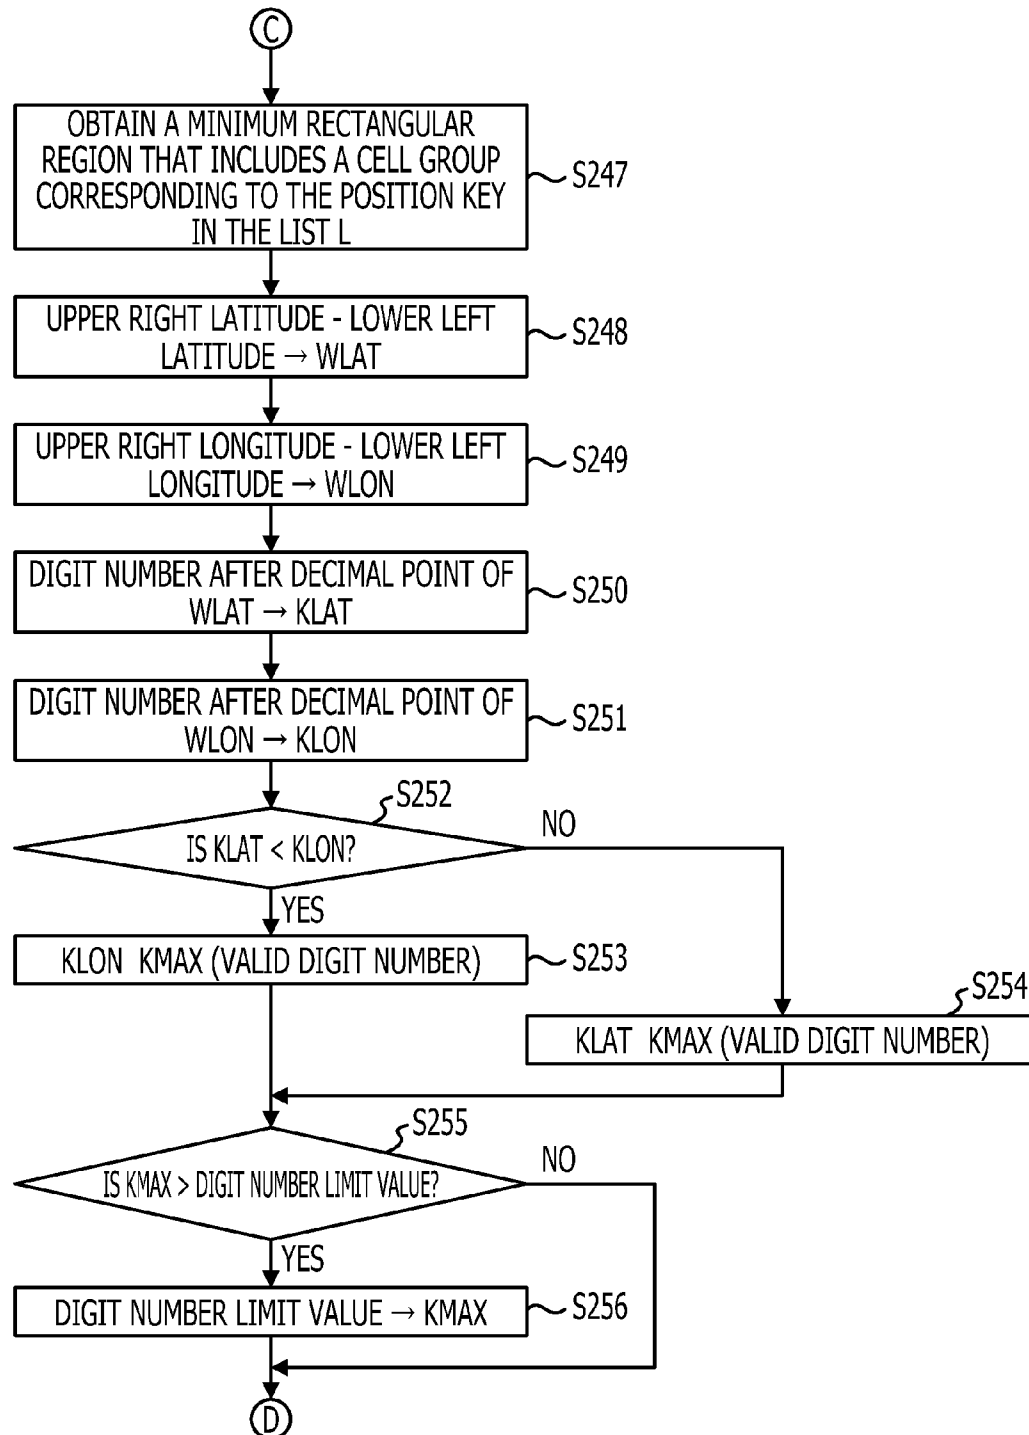 C
OBTAIN A MINIMUM RECTANGULAR
REGION THAT INCLUDES A CELL GROUP
CORRESPONDING TO THE POSITION KEY
IN THE LIST L
S247
UPPER RIGHT LATITUDE - LOWER LEFT
LATITUDE → WLAT
S248
UPPER RIGHT LONGITUDE - LOWER LEFT
LONGITUDE → WLON
S249
DIGIT NUMBER AFTER DECIMAL POINT OF
WLAT → KLAT
S250
DIGIT NUMBER AFTER DECIMAL POINT OF
WLON → KLON
S251
S252
IS KLAT < KLON?
NO
YES
KLON KMAX (VALID DIGIT NUMBER)
S253
S254
KLAT KMAX (VALID DIGIT NUMBER)
S255
IS KMAX > DIGIT NUMBER LIMIT VALUE?
NO
YES
DIGIT NUMBER LIMIT VALUE → KMAX
S256
D